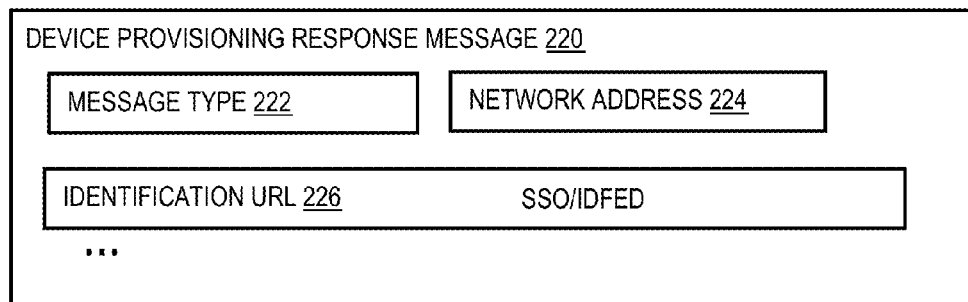 DEVICE PROVISIONING RESPONSE MESSAGE 220
MESSAGE TYPE 222
NETWORK ADDRESS 224
IDENTIFICATION URL 226 SSO/IDFED
...